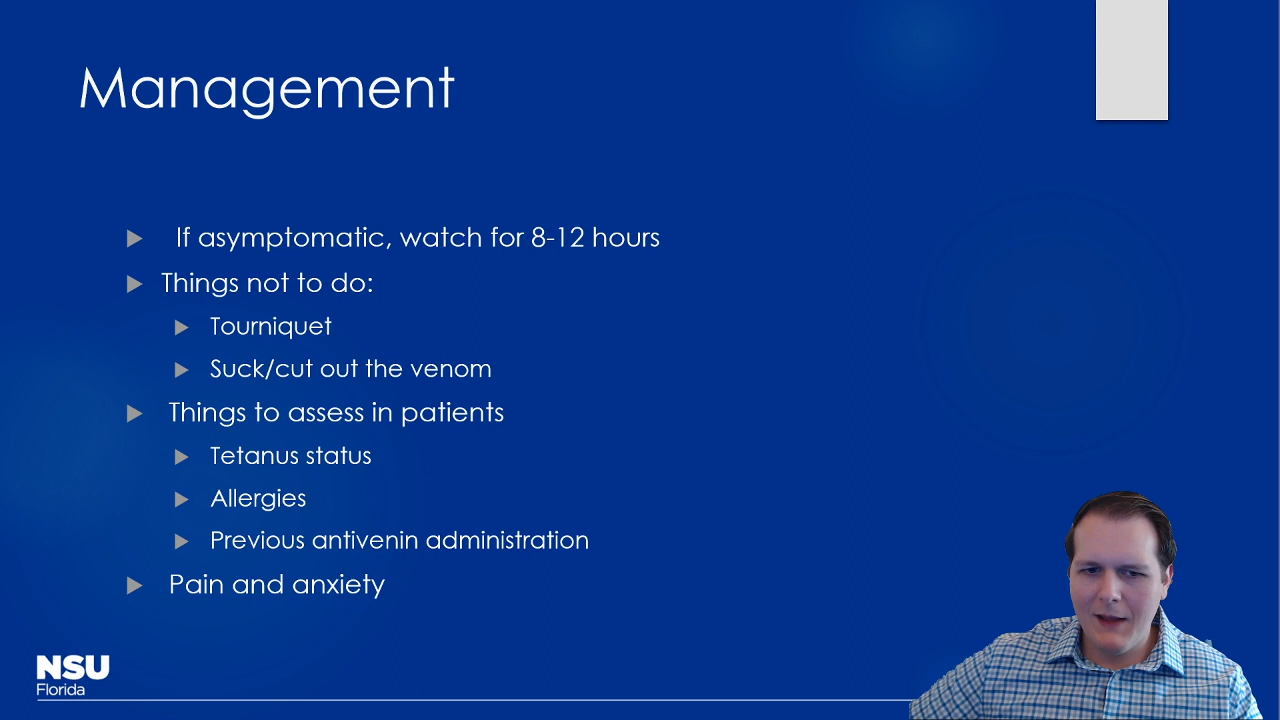 Management
If asymptomatic, watch for 8-12 hours
Things not to do:
Tourniquet
Suck/cut out the venom
Things to assess in patients
Tetanus status
Allergies
Previous antivenin administration
Pain and anxiety
NSU
Florida